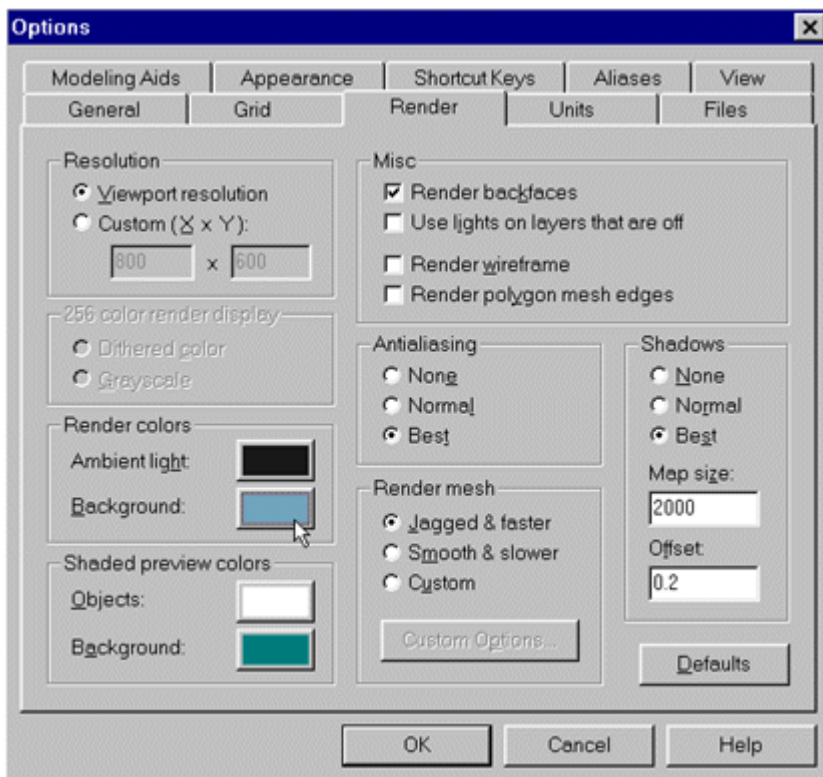 Options
Modeling Aids
Appearance
Shortcut Keys
Aliases
View
General
Grid
Render
Units
Files
Resolution
Viewport resolution
Custom (X x Y):
800 x 600
256 color render display
Dithered color
Grayscale
Render colors
Ambient light:
Background:
Shaded preview colors
Objects:
Background:
Misc
Render backfaces
Use lights on layers that are off
Render wireframe
Render polygon mesh edges
Antialiasing
None
Normal
Best
Render mesh
Jagged & faster
Smooth & slower
Custom
Custom Options...
Shadows
None
Normal
Best
Map size:
2000
Offset:
0.2
Defaults
OK
Cancel
Help